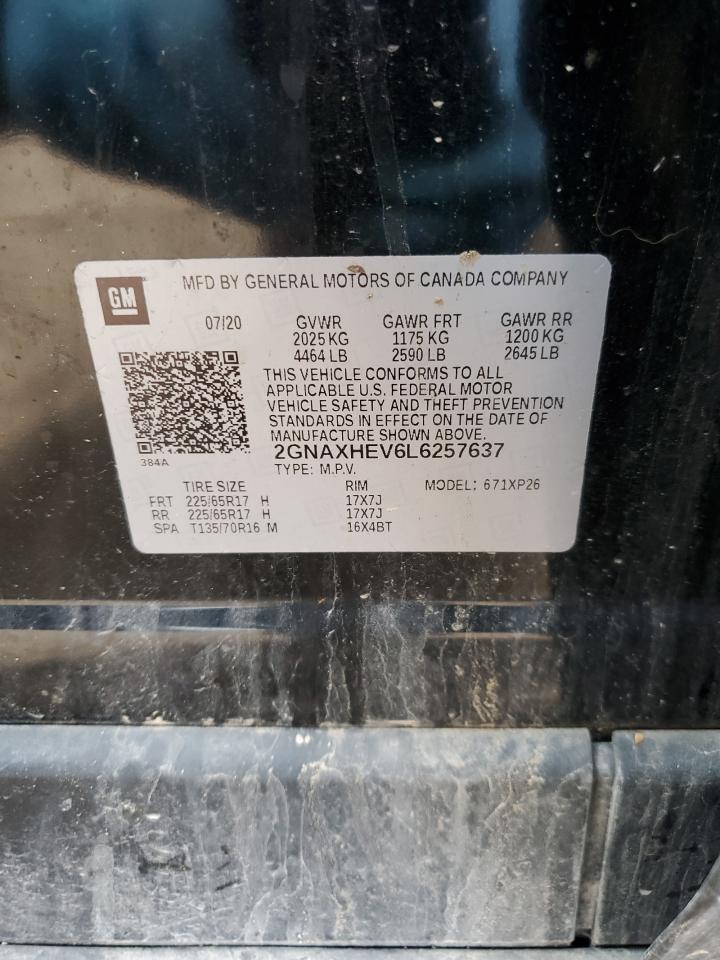 GM
MFD BY GENERAL MOTORS OF CANADA COMPANY
07/20 GVWR GAWR FRT GAWR RR
2025 KG 1175 KG 1200 KG
4464 LB 2590 LB 2645 LB
THIS VEHICLE CONFORMS TO ALL
APPLICABLE U.S. FEDERAL MOTOR
VEHICLE SAFETY AND THEFT PREVENTION
STANDARDS IN EFFECT ON THE DATE OF
MANUFACTURE SHOWN ABOVE.
2GNAXHEV6L6257637
384A
TYPE: M.P.V.
TIRE SIZE RIM MODEL: 671XP26
FRT 225/65R17 H 17X7J
RR 225/65R17 H 17X7J
SPA T135/70R16 M 16X4BT